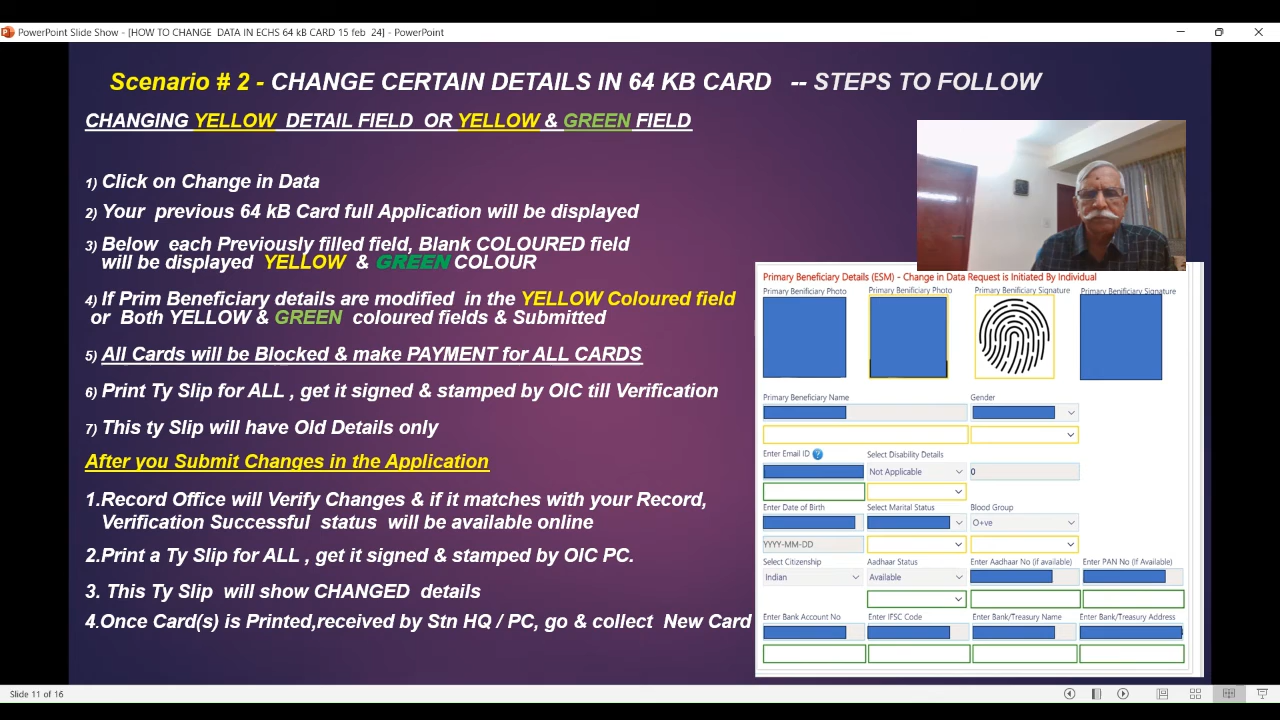 PowerPoint Slide Show - [HOW TO CHANGE DATA IN ECHS 64 kB CARD 15 feb 24] - PowerPoint
Scenario # 2 - CHANGE CERTAIN DETAILS IN 64 KB CARD -- STEPS TO FOLLOW
CHANGING YELLOW DETAIL FIELD OR YELLOW & GREEN FIELD
1) Click on Change in Data
2) Your previous 64 kB Card full Application will be displayed
3) Below each Previously filled field, Blank COLOURED field
will be displayed YELLOW & GREEN COLOUR
4) If Prim Beneficiary details are modified in the YELLOW Coloured field
or Both YELLOW & GREEN coloured fields & Submitted
5) All Cards will be Blocked & make PAYMENT for ALL CARDS
6) Print Ty Slip for ALL , get it signed & stamped by OIC till Verification
7) This ty Slip will have Old Details only
After you Submit Changes in the Application
1.Record Office will Verify Changes & if it matches with your Record,
Verification Successful status will be available online
2.Print a Ty Slip for ALL , get it signed & stamped by OIC PC.
3. This Ty Slip will show CHANGED details
4.Once Card(s) is Printed,received by Stn HQ / PC, go & collect New Card
Primary Beneficiary Details (ESM) - Change in Data Request is Initiated By Individual
Primary Benificiary Photo Primary Benificiary Photo Primary Benificiary Signature Primary Benificiary Signature
Primary Beneficiary Name Gender
Enter Email ID ? Select Disability Details
Not Applicable 0
Enter Date of Birth Select Marital Status Blood Group
O+ve
YYYY-MM-DD
Select Citizenship Aadhaar Status Enter Aadhaar No (if available) Enter PAN No (If Available)
Indian Available
Enter Bank Account No Enter IFSC Code Enter Bank/Treasury Name Enter Bank/Treasury Address
Slide 11 of 16